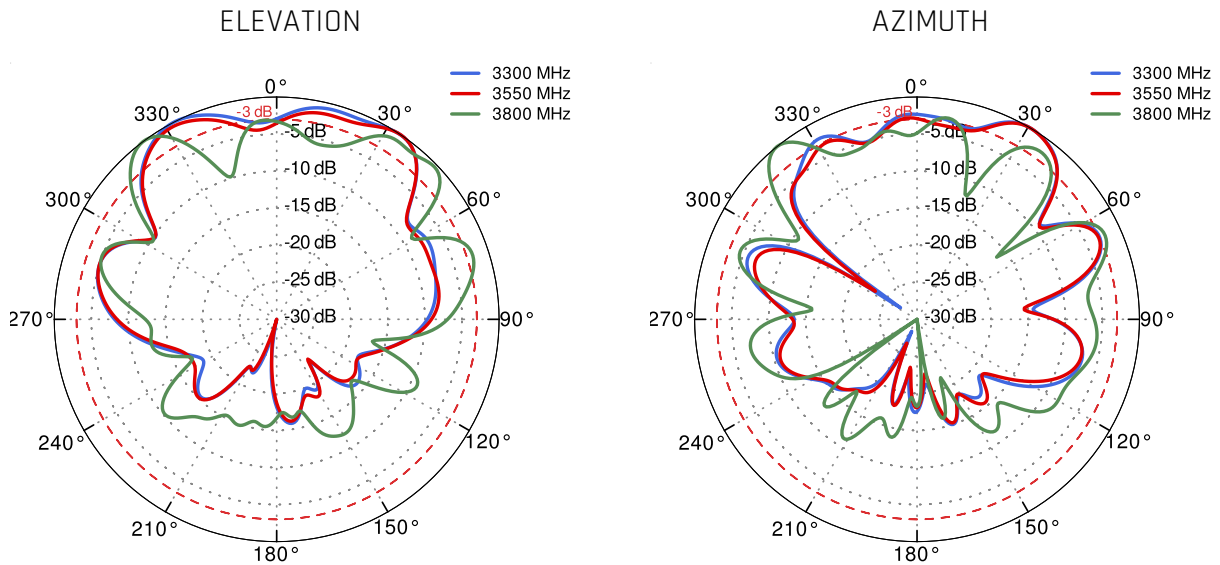 ELEVATION
3300 MHz
3550 MHz
3800 MHz
0°
30°
60°
90°
120°
150°
180°
210°
240°
270°
300°
330°
-3 dB
-5 dB
-10 dB
-15 dB
-20 dB
-25 dB
-30 dB
AZIMUTH
3300 MHz
3550 MHz
3800 MHz
0°
30°
60°
90°
120°
150°
180°
210°
240°
270°
300°
330°
-3 dB
-5 dB
-10 dB
-15 dB
-20 dB
-25 dB
-30 dB